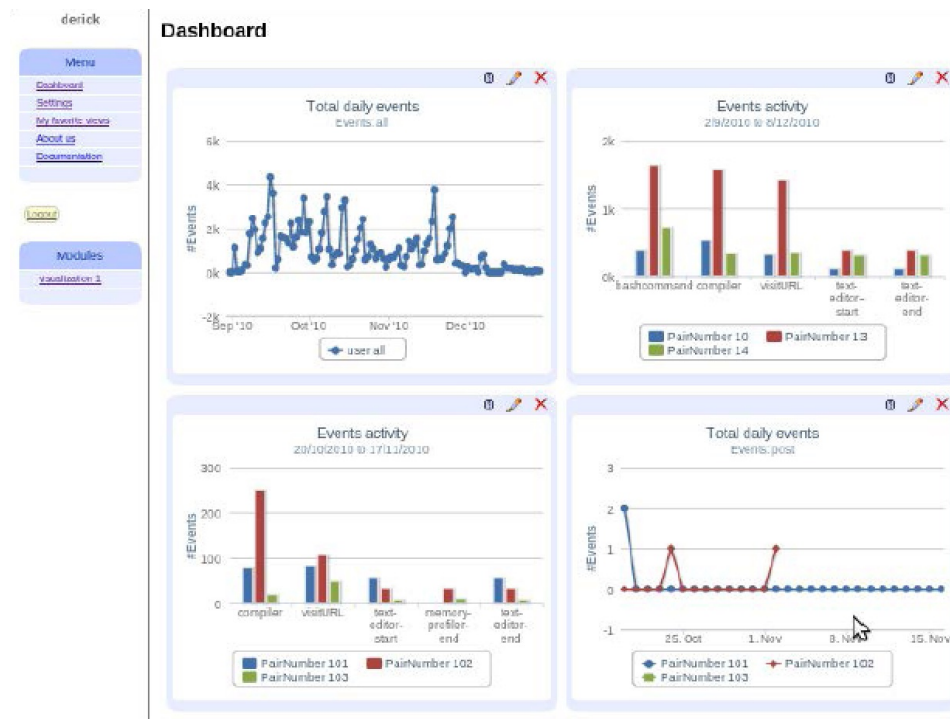 derick
Menu
Dashboard
Settings
My favorite views
About us
Documentation
Logout
Modules
visualization 1
Dashboard
Total daily events
Events: all
#Events
6k
4k
2k
0k
-2k
Sep '10 Oct '10 Nov '10 Dec '10
user all
Events activity
2/9/2010 to 8/12/2010
#Events
2k
1k
0k
bashcommand compiler visitURL text-editor-start text-editor-end
PairNumber 10 PairNumber 13
PairNumber 14
Events activity
20/10/2010 to 17/11/2010
#Events
300
200
100
0
compiler visitURL text-editor-start memory-profiler-end text-editor-end
PairNumber 101 PairNumber 102
PairNumber 103
Total daily events
Events: post
#Events
3
2
1
0
-1
25. Oct 1. Nov 8. 15. Nov
PairNumber 101 PairNumber 102
PairNumber 103